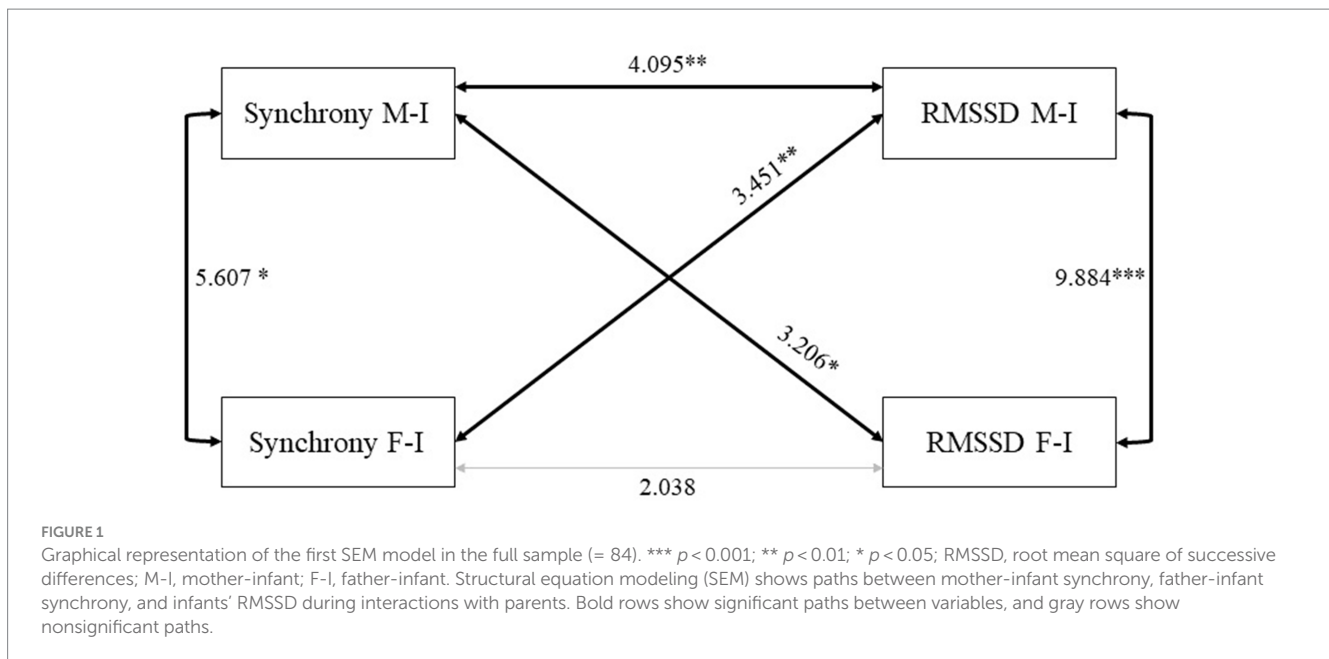 4.095**
Synchrony M-I
RMSSD M-I
3.451**
5.607 *
9.884***
3.206*
Synchrony F-I
RMSSD F-I
2.038
FIGURE 1
Graphical representation of the first SEM model in the full sample (= 84). *** p < 0.001; ** p < 0.01; * p < 0.05; RMSSD, root mean square of successive
differences; M-I, mother-infant; F-I, father-infant. Structural equation modeling (SEM) shows paths between mother-infant synchrony, father-infant
synchrony, and infants’ RMSSD during interactions with parents. Bold rows show significant paths between variables, and gray rows show
nonsignificant paths.